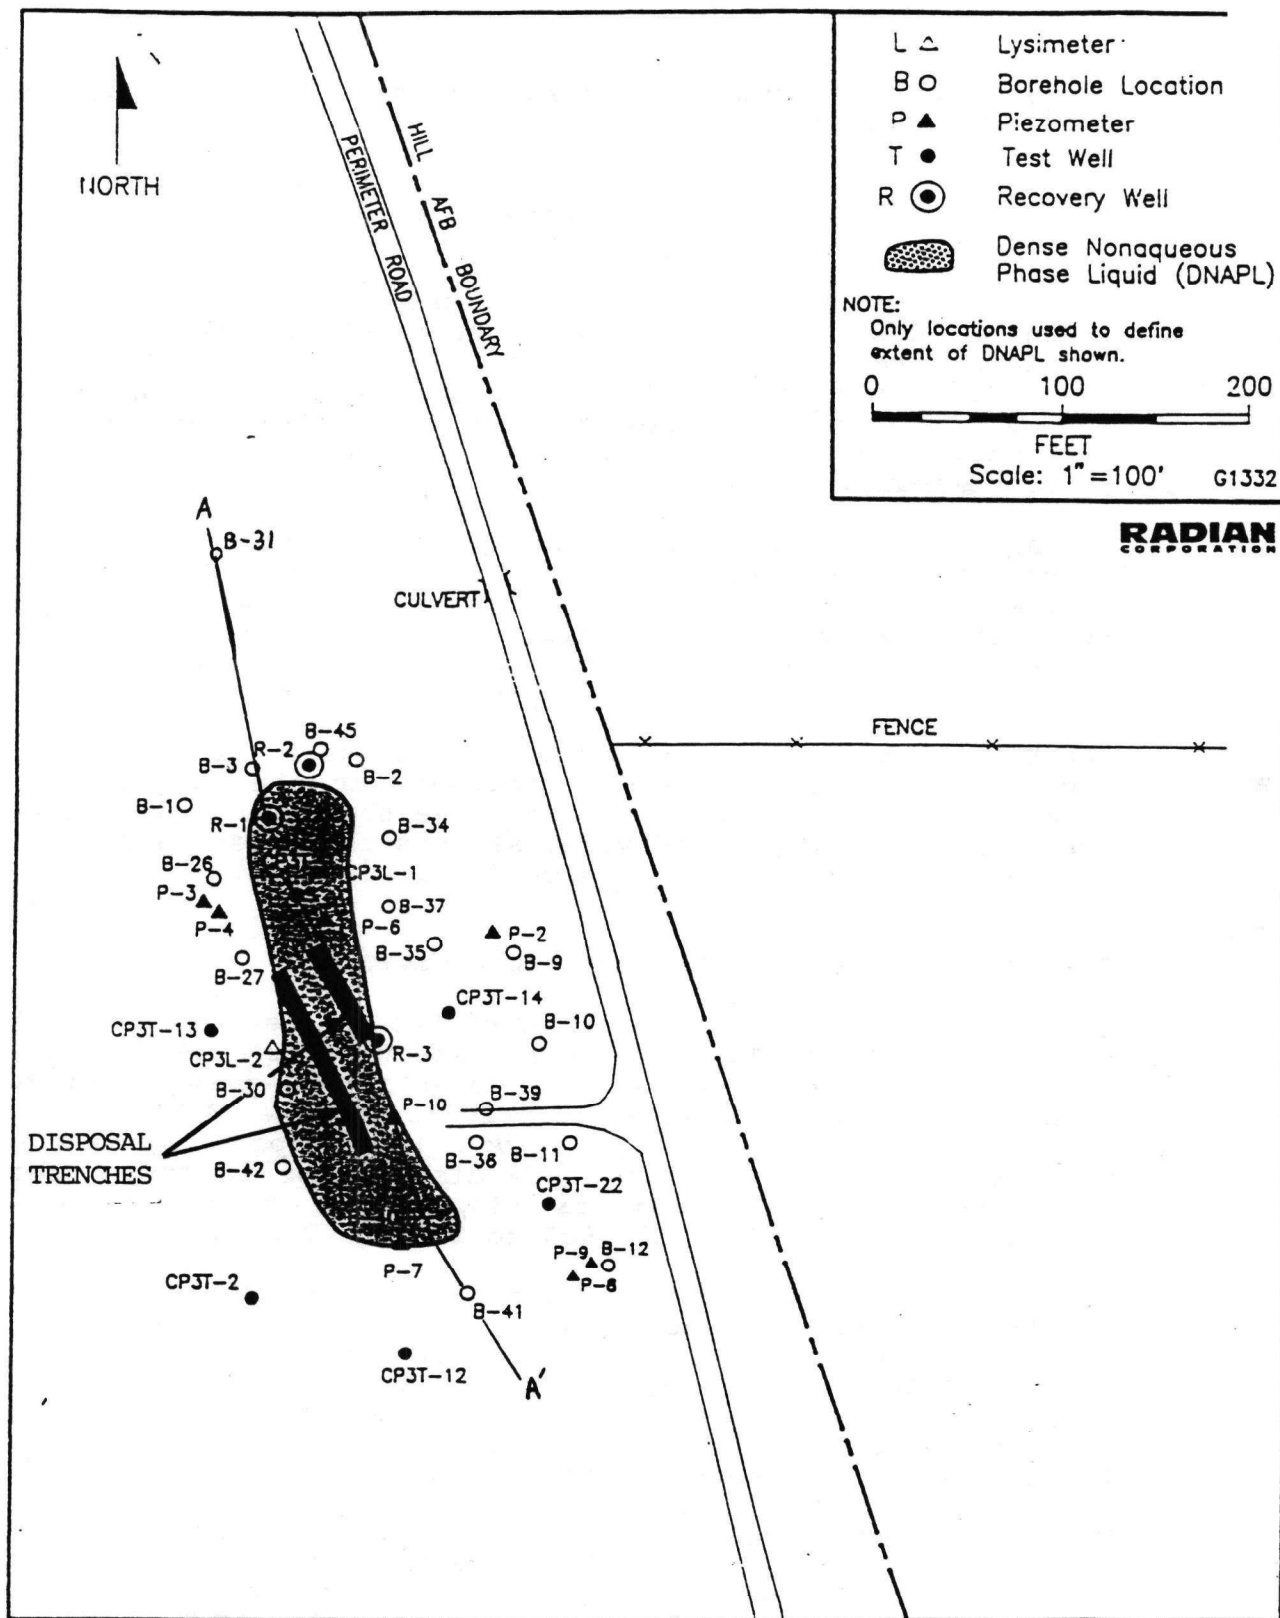 L Lysimeter
B Borehole Location
P Piezometer
T Test Well
R Recovery Well
Dense Nonaqueous
Phase Liquid (DNAPL)
NOTE:
Only locations used to define
extent of DNAPL shown.
0 100 200
FEET
Scale: 1"=100' G1332
RADIAN
CORPORATION
NORTH
PERIMETER ROAD
HILL AFB BOUNDARY
A
B-31
CULVERT
FENCE
B-45
R-2
B-3
B-2
B-1
R-1
B-34
B-26
CP3L-1
P-3
P-4
B-37
P-6
P-2
B-35
B-9
B-27
CP3T-14
CP3T-13
B-10
CP3L-2
R-3
B-30
P-10
B-39
DISPOSAL
TRENCHES
B-42
B-38
B-11
CP3T-22
P-7
P-9
B-12
P-8
CP3T-2
B-41
CP3T-12
A'